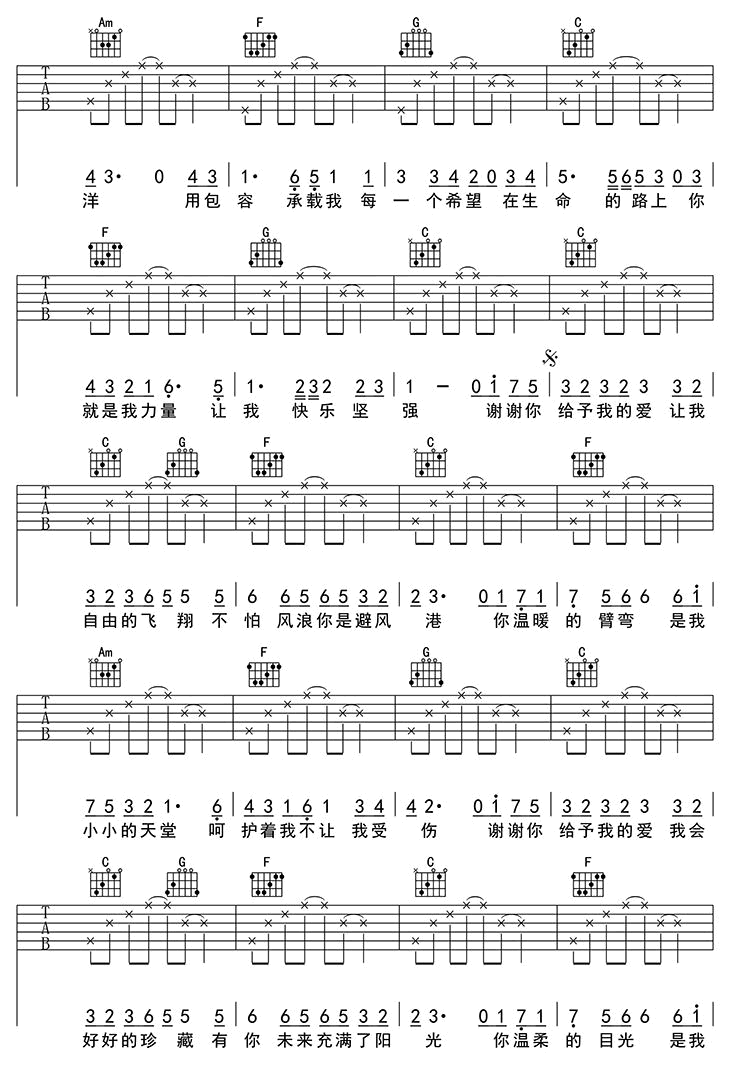 Am F G C
TAB
4 3· 0 4 3 | 1· 6 5· 1 1 | 3 3 4 2 0 3 4 | 5· 5 6 5 3 0 3 |
洋 用包 容 承载我 每 一 个希望 在生 命 的路上 你
F G C C
TAB
4 3 2 1 6· 5 | 1· 2 3 2 2 3 | 1 - 0 1 7 5 | 3 2 3 2 3 3 2 |
就是我力量 让 我 快乐 坚 强 谢谢你 给予我的爱 让我
C G F C F
TAB
3 2 3 6 5 5 5 | 6 6 5 6 5 3 2 | 2 3· 0 1 7 1 | 7 5 6 6 6 1 |
自由的飞 翔 不 怕 风浪你是避风 港 你温暖 的 臂弯 是我
Am F G C
TAB
7 5 3 2 1· 6 | 4 3 1 6 1 3 4 | 4 2· 0 1 7 5 | 3 2 3 2 3 3 2 |
小小的天堂 呵 护着我不让 我受 伤 谢谢你 给予我的爱 我会
C G F C F
TAB
3 2 3 6 5 5 5 | 6 6 5 6 5 3 2 | 2 3· 0 1 7 1 | 7 5 6 6 6 1 |
好好的珍 藏 有 你 未来充满了阳 光 你温柔 的 目光 是我